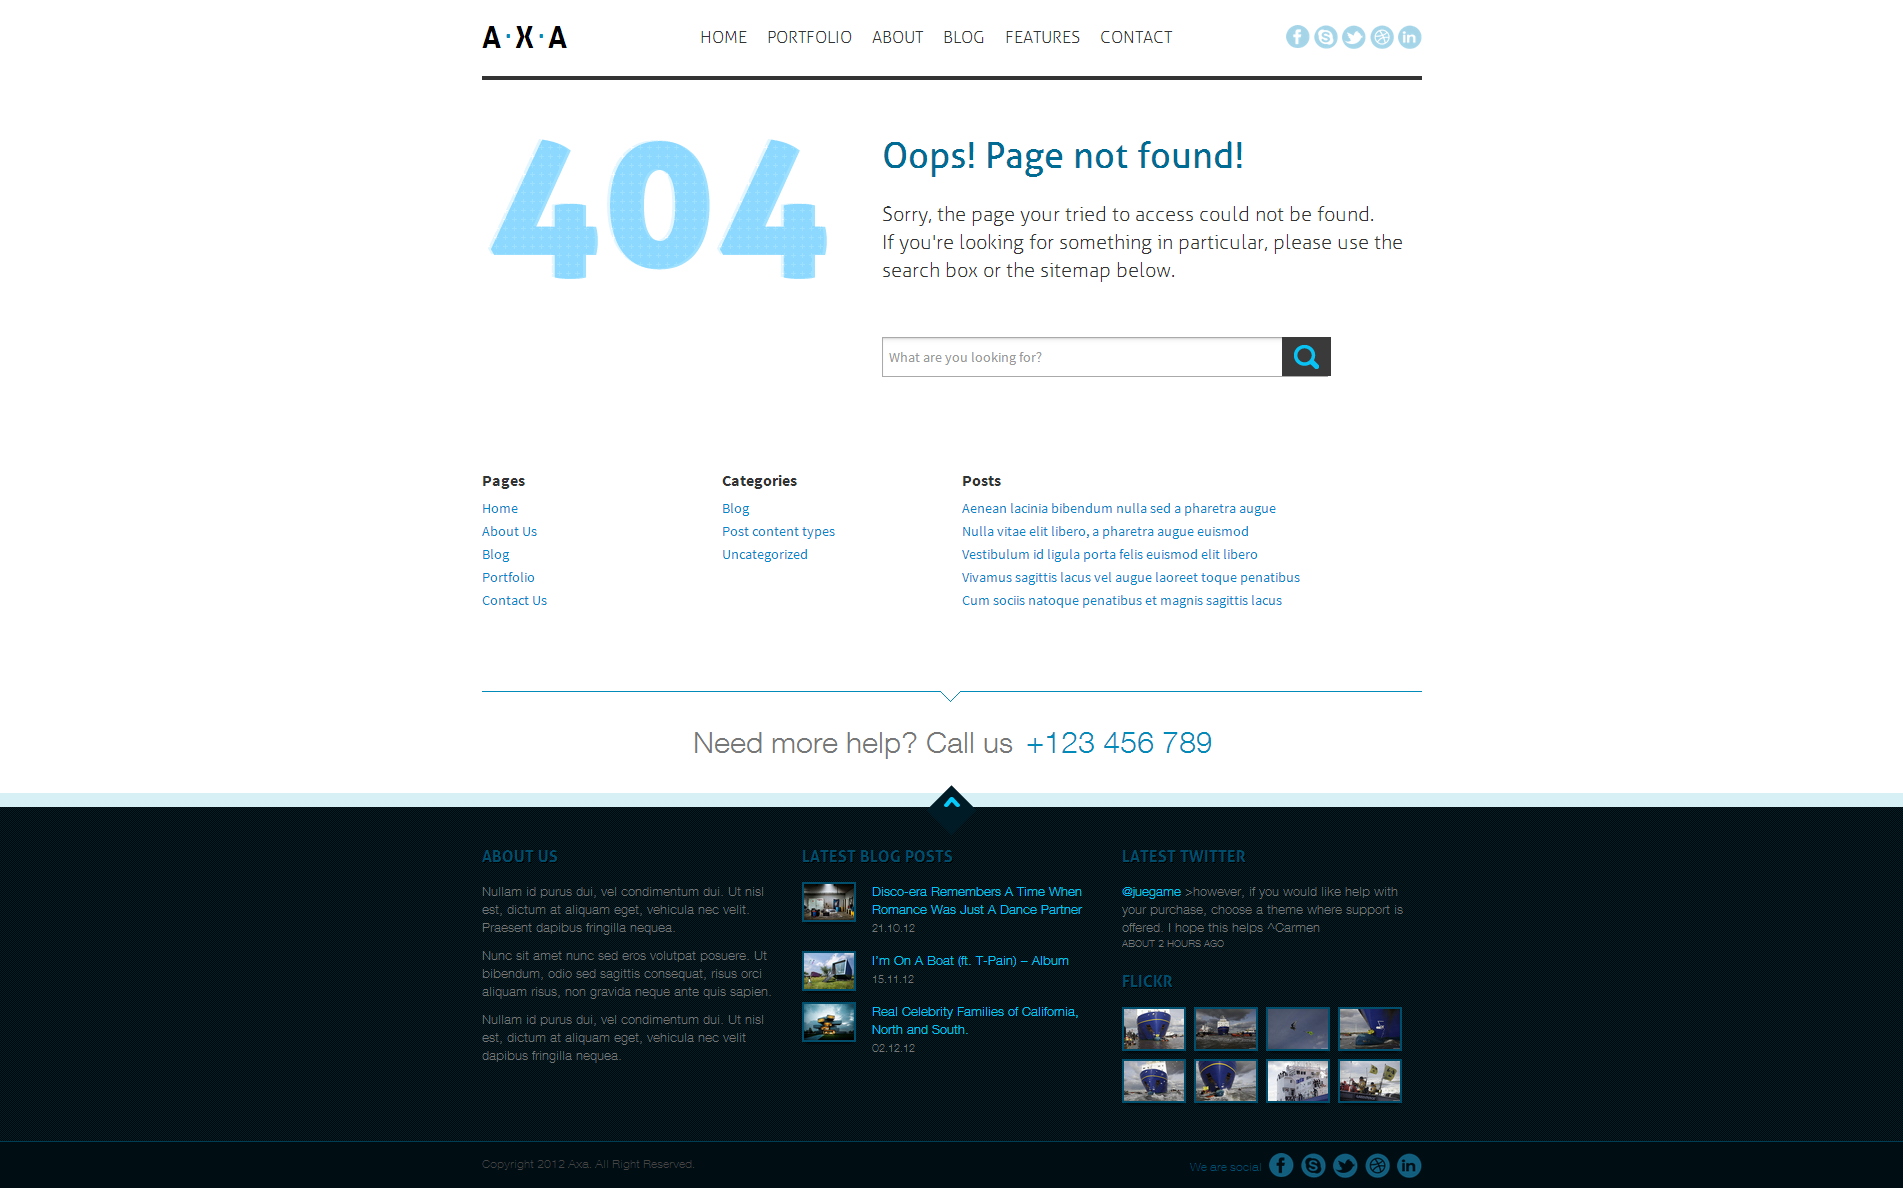 A·X·A
HOME PORTFOLIO ABOUT BLOG FEATURES CONTACT
404
Oops! Page not found!
Sorry, the page your tried to access could not be found.
If you're looking for something in particular, please use the
search box or the sitemap below.
What are you looking for?
Pages
Home
About Us
Blog
Portfolio
Contact Us
Categories
Blog
Post content types
Uncategorized
Posts
Aenean lacinia bibendum nulla sed a pharetra augue
Nulla vitae elit libero, a pharetra augue euismod
Vestibulum id ligula porta felis euismod elit libero
Vivamus sagittis lacus vel augue laoreet toque penatibus
Cum sociis natoque penatibus et magnis sagittis lacus
Need more help? Call us +123 456 789
ABOUT US
Nullam id purus dui, vel condimentum dui. Ut nisl
est, dictum at aliquam eget, vehicula nec velit.
Praesent dapibus fringilla nequea.
Nunc sit amet nunc sed eros volutpat posuere. Ut
bibendum, odio sed sagittis consequat, risus orci
aliquam risus, non gravida neque ante quis sapien.
Nullam id purus dui, vel condimentum dui. Ut nisl
est, dictum at aliquam eget, vehicula nec velit
dapibus fringilla nequea.
LATEST BLOG POSTS
Disco-era Remembers A Time When
Romance Was Just A Dance Partner
21.10.12
I'm On A Boat (ft. T-Pain) – Album
15.11.12
Real Celebrity Families of California,
North and South.
02.12.12
LATEST TWITTER
@juegame >however, if you would like help with
your purchase, choose a theme where support is
offered. I hope this helps ^Carmen
ABOUT 2 HOURS AGO
FLICKR
Copyright 2012 Axa. All Right Reserved.
We are social